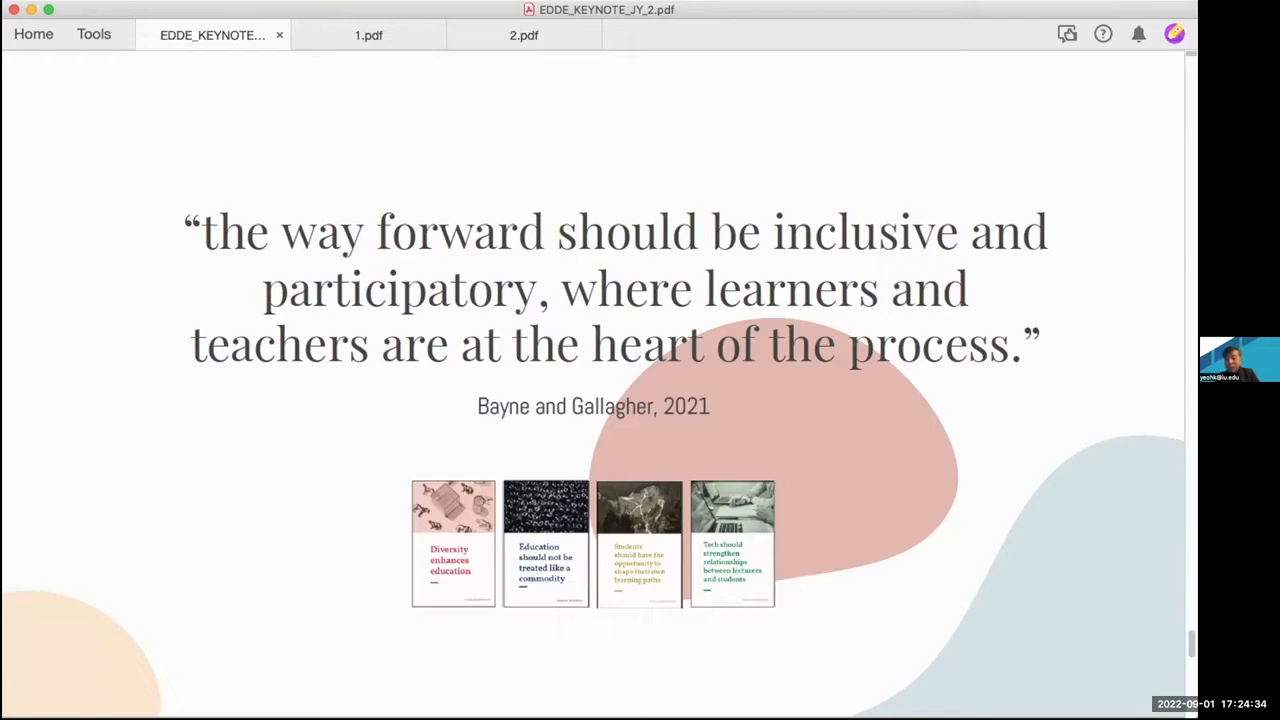 EDDE_KEYNOTE_JY_2.pdf
Home Tools EDDE_KEYNOTE... × 1.pdf 2.pdf
“the way forward should be inclusive and
participatory, where learners and
teachers are at the heart of the process.”
Bayne and Gallagher, 2021
Diversity
enhances
education
Education
should not be
treated like a
commodity
Students
should have the
opportunity to
shape their own
learning paths
Tech should
strengthen
relationships
between lecturers
and students
yeohk@iu.edu
2022-09-01 17:24:34